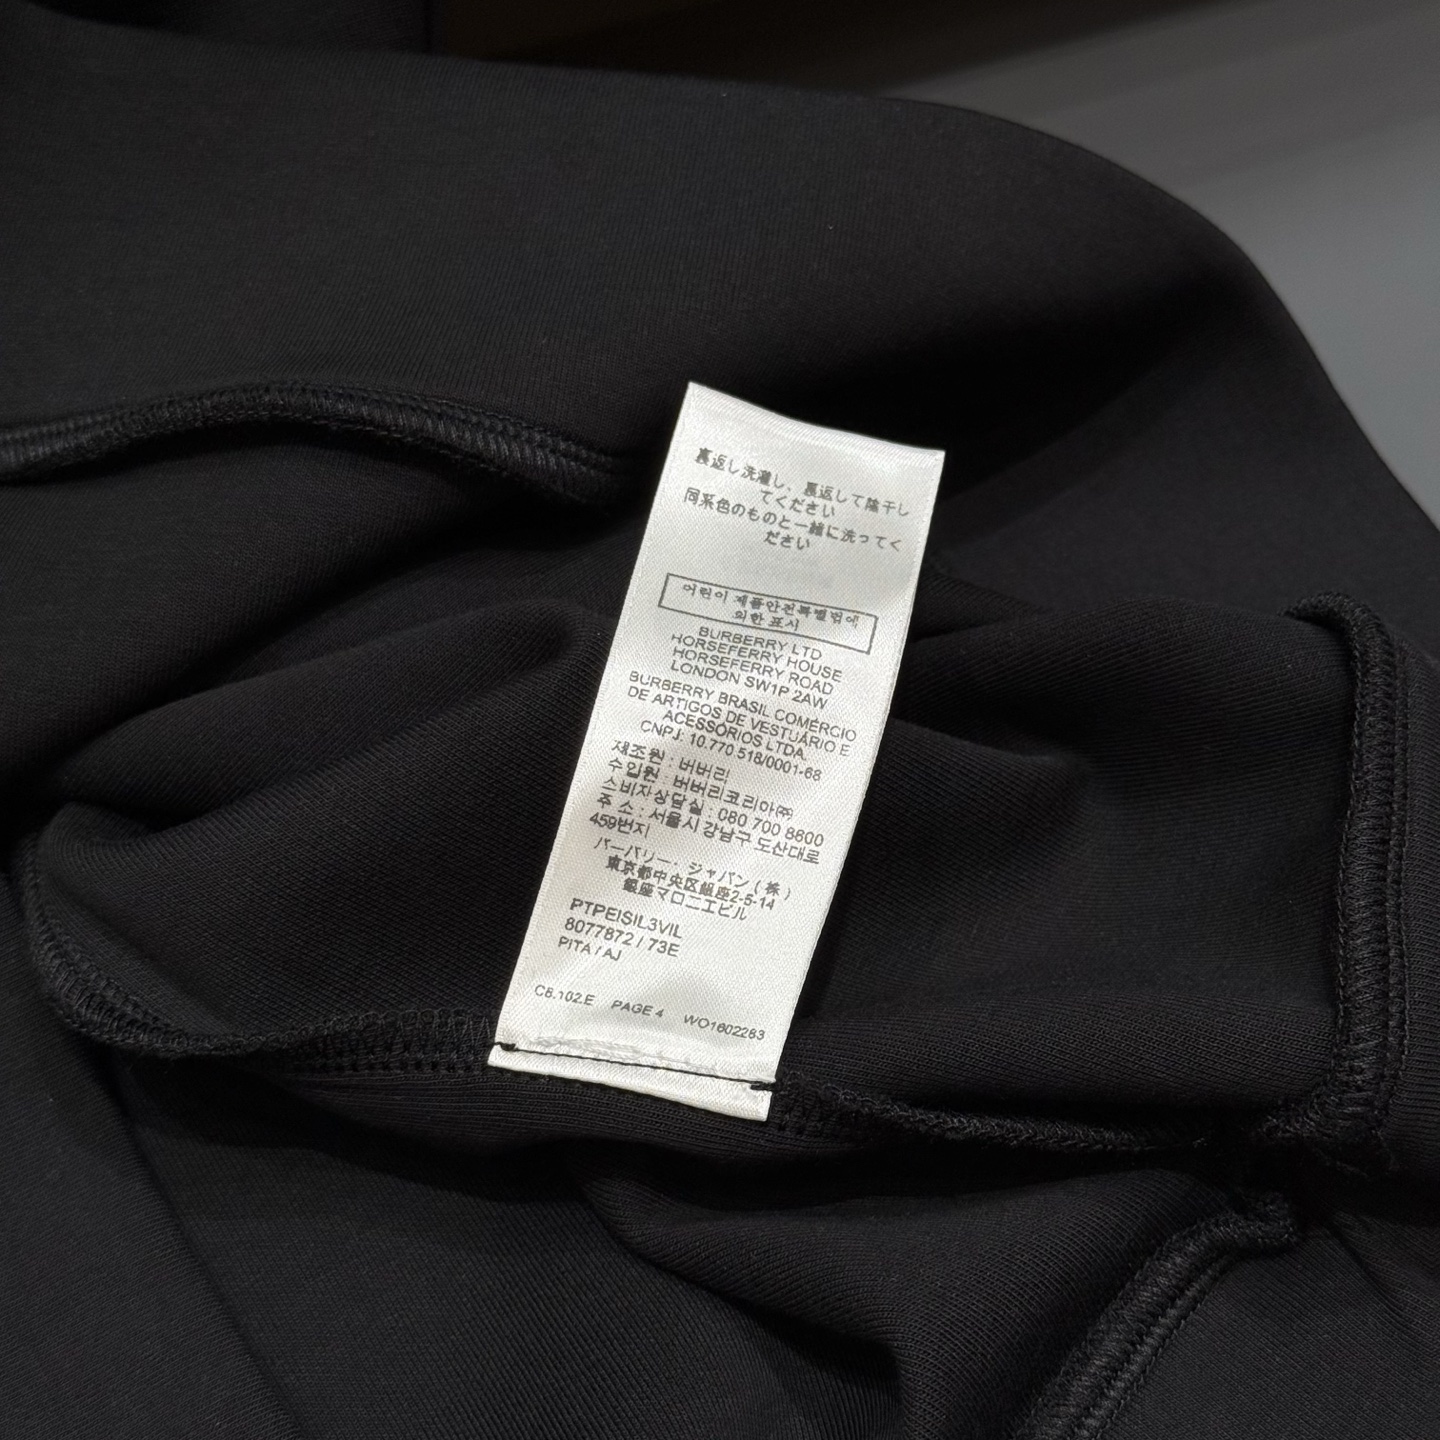 裏返し洗濯し、裏返して陰干し
てください
同系色のものと一緒に洗ってく
ださい
어린이 제품안전특별법에
의한 표시
BURBERRY LTD
HORSEFERRY HOUSE
HORSEFERRY ROAD
LONDON SW1P 2AW
BURBERRY BRASIL COMÉRCIO
DE ARTIGOS DE VESTUÁRIO E
ACESSÓRIOS LTDA.
CNPJ: 10.770.518/0001-68
제조원 : 버버리
수입원 : 버버리코리아㈜
소비자상담실 : 080 700 8800
주 소 : 서울시 강남구 도산대로
459번지
バーバリー・ジャパン(株)
東京都中央区銀座2-5-14
銀座マロニエビル
PTPEISIL3VIL
8077872 / 73E
PITA / AJ
C6.102.E PAGE 4 WO1602283